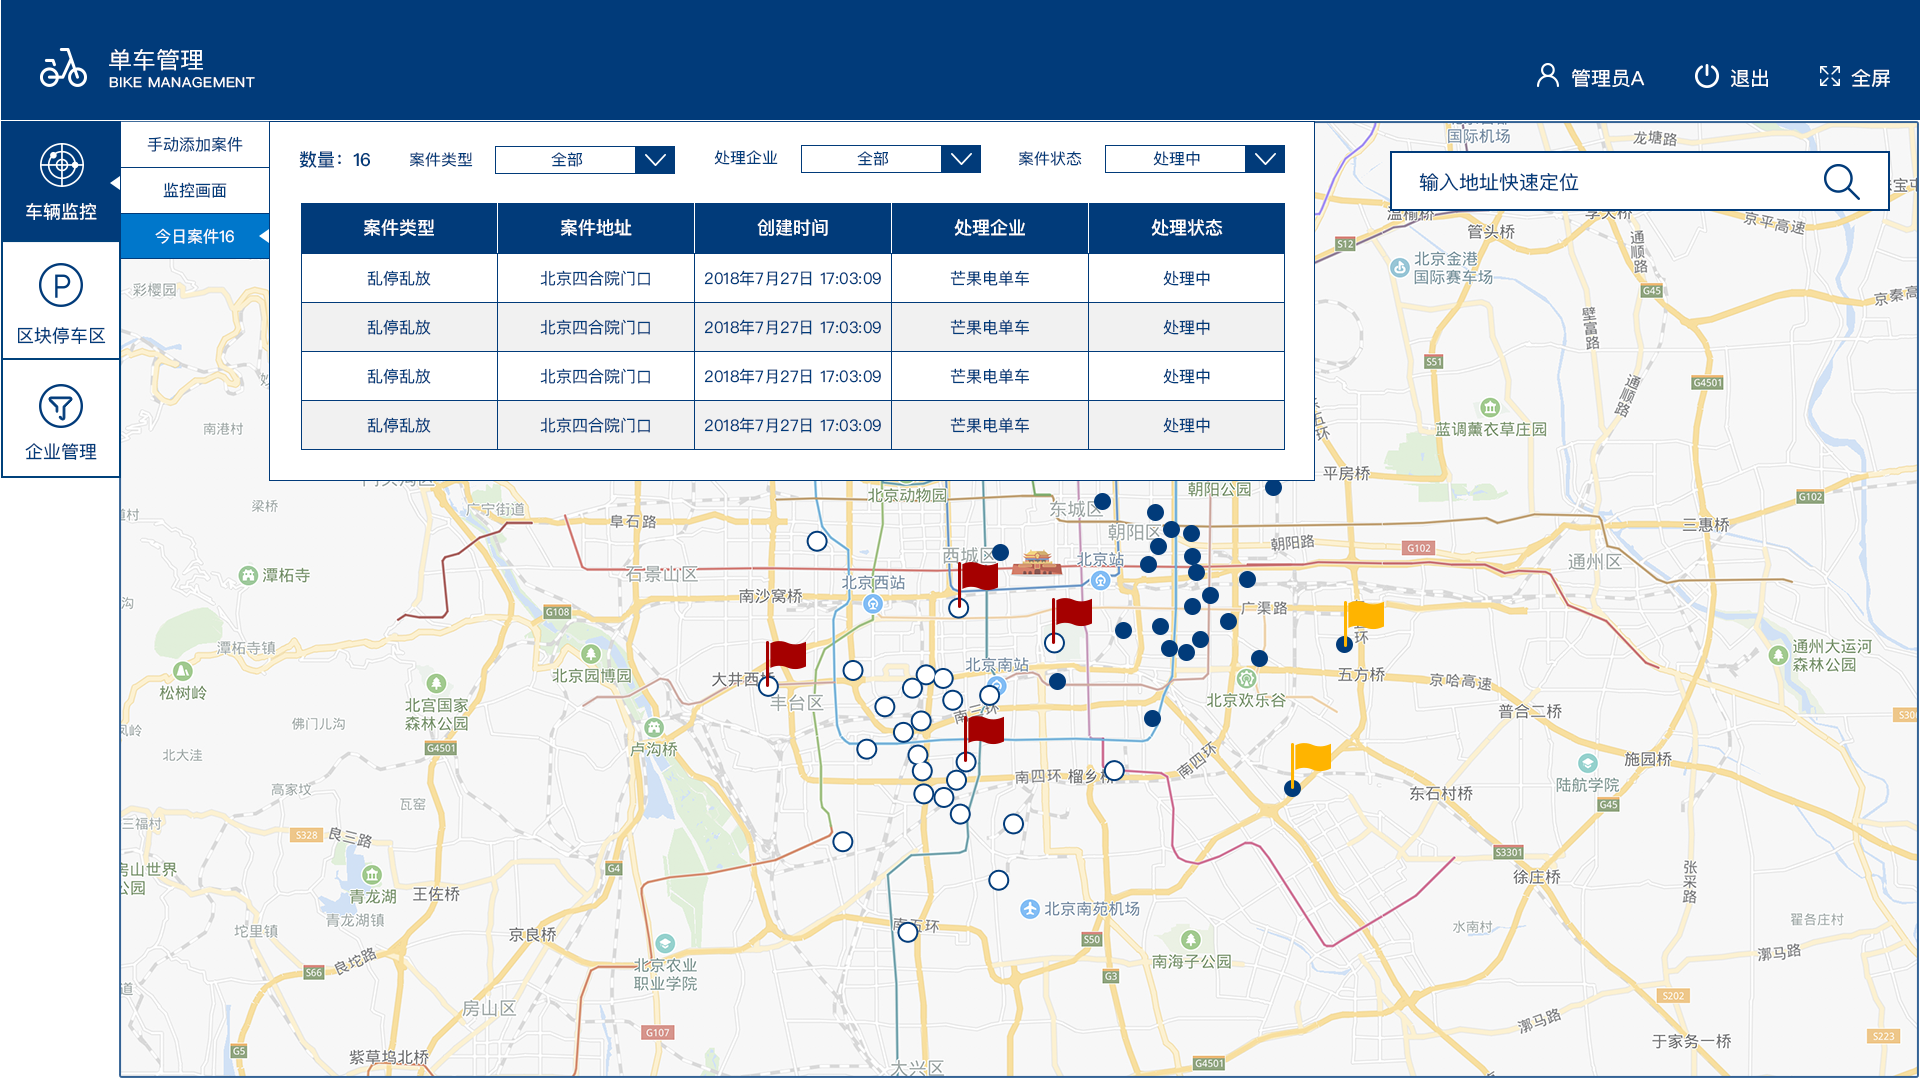 单车管理
BIKE MANAGEMENT
管理员A
退出
全屏
车辆监控
区块停车区
企业管理
手动添加案件
监控画面
今日案件16
数量：16
案件类型 全部
处理企业 全部
案件状态 处理中
案件类型 案件地址 创建时间 处理企业 处理状态
乱停乱放 北京四合院门口 2018年7月27日 17:03:09 芒果电单车 处理中
乱停乱放 北京四合院门口 2018年7月27日 17:03:09 芒果电单车 处理中
乱停乱放 北京四合院门口 2018年7月27日 17:03:09 芒果电单车 处理中
乱停乱放 北京四合院门口 2018年7月27日 17:03:09 芒果电单车 处理中
输入地址快速定位
国际机场
龙塘路
京平高速
管头桥
S12
通顺路
北京金港
国际赛车场
G45
壁富路
S51
G4501
通顺路
蓝调薰衣草庄园
平房桥
G102
三惠桥
彩樱园
南港村
梁桥
广宁街道
阜石路
北京动物园
东城区
朝阳公园
朝阳区
朝阳路
G102
通州区
西城区
北京站
潭柘寺
石景山区
北京西站
南沙窝桥
G108
广渠路
潭柘寺镇
北京园博园
松树岭
北宫国家
森林公园
大井西桥
丰台区
北京南站
南三环
五方桥
京哈高速
北京欢乐谷
通州大运河
森林公园
普合二桥
佛门儿沟
北大洼
G4501
卢沟桥
南四环
榴乡桥
南四环
施园桥
陆航学院
G45
东石村桥
高家坟
瓦窑
三福村
S328
良三路
青龙湖
青龙湖镇
王佐桥
G4
S3301
徐庄桥
张采路
坨里镇
京良桥
良坨路
S66
南五环
北京南苑机场
S50
南海子公园
G3
水南村
翟各庄村
漷马路
北京农业
职业学院
房山区
G107
S202
漷马路
于家务一桥
S223
G5
紫草坞北桥
大兴区
G4501